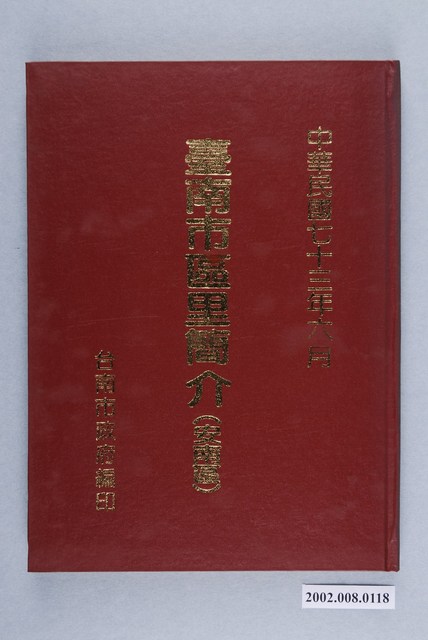 中華民國七十三年六月
臺南市區里簡介(安南區)
台南市政府編印
2002.008.0118